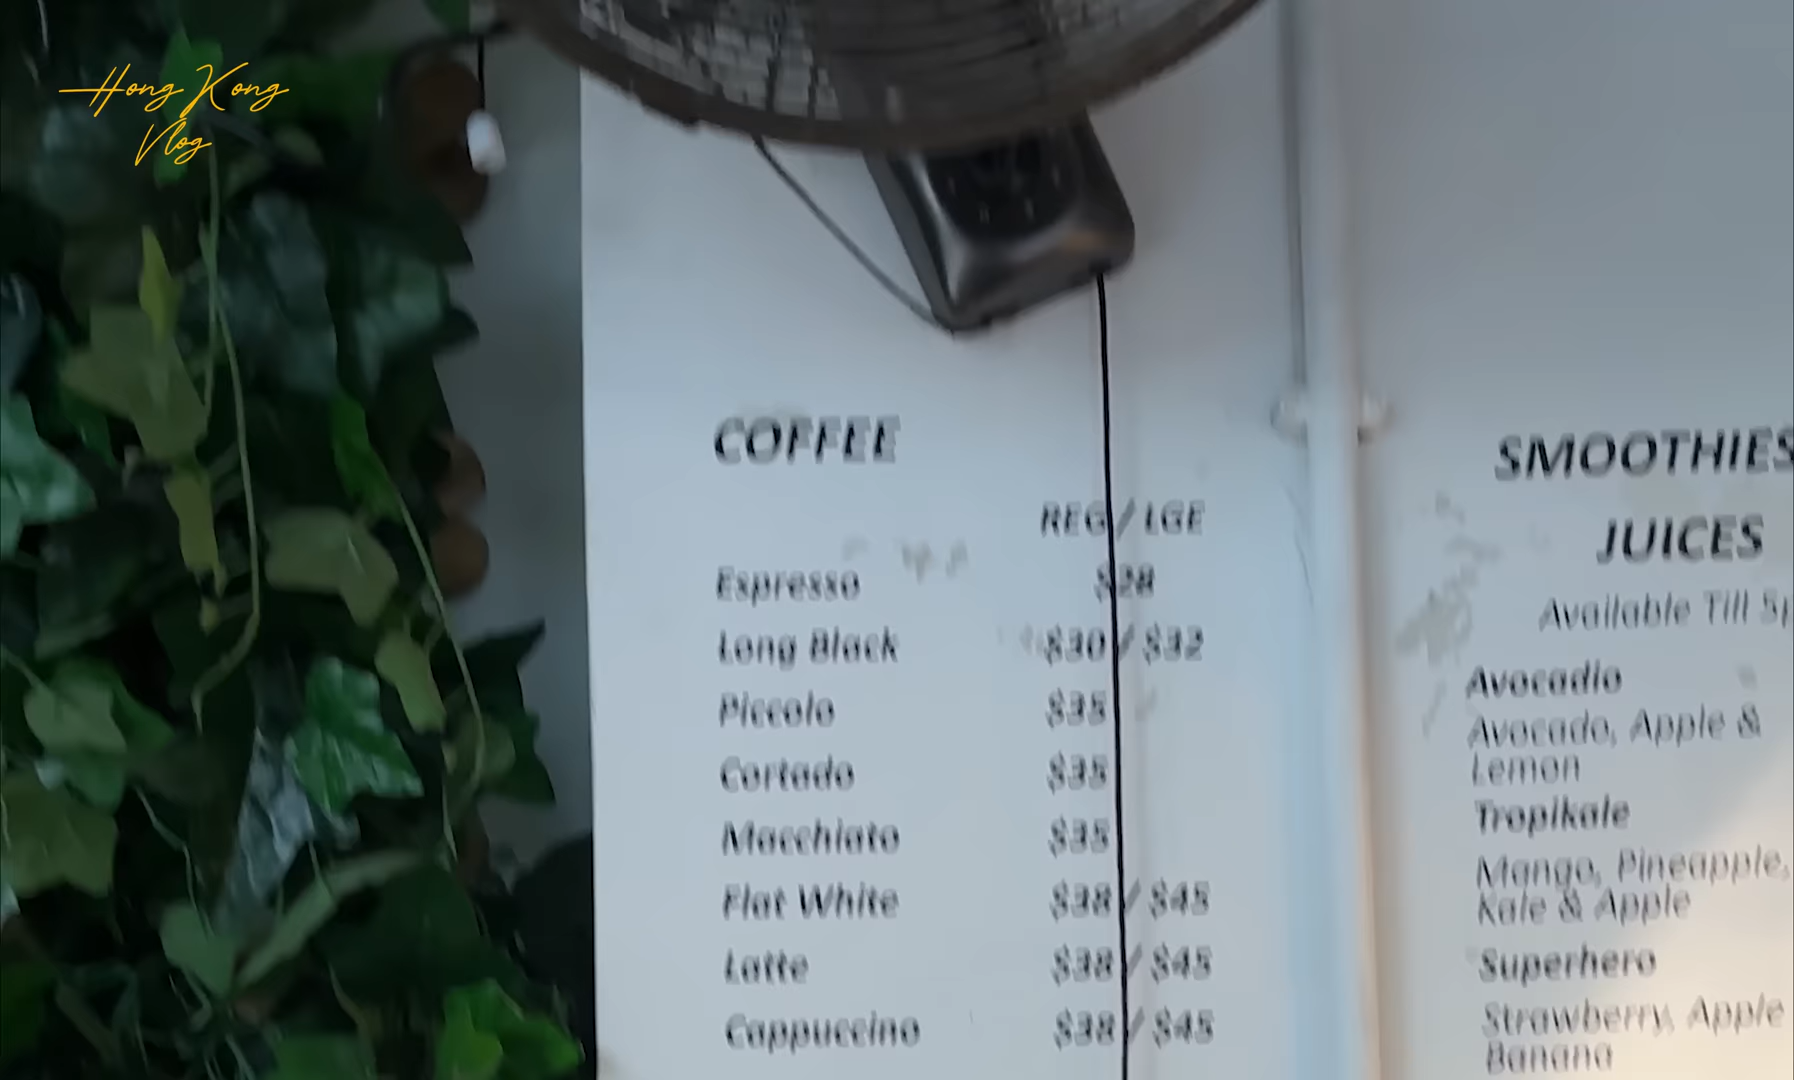 Hong Kong
Vlog
COFFEE
REG / LGE
Espresso $28
Long Black $30 / $32
Piccolo $35
Cortado $35
Macchiato $35
Flat White $38 / $45
Latte $38 / $45
Cappuccino $38 / $45
SMOOTHIES
JUICES
Available Till 5p
Avocadio
Avocado, Apple &
Lemon
Tropikale
Mango, Pineapple,
Kale & Apple
Superhero
Strawberry, Apple
Banana